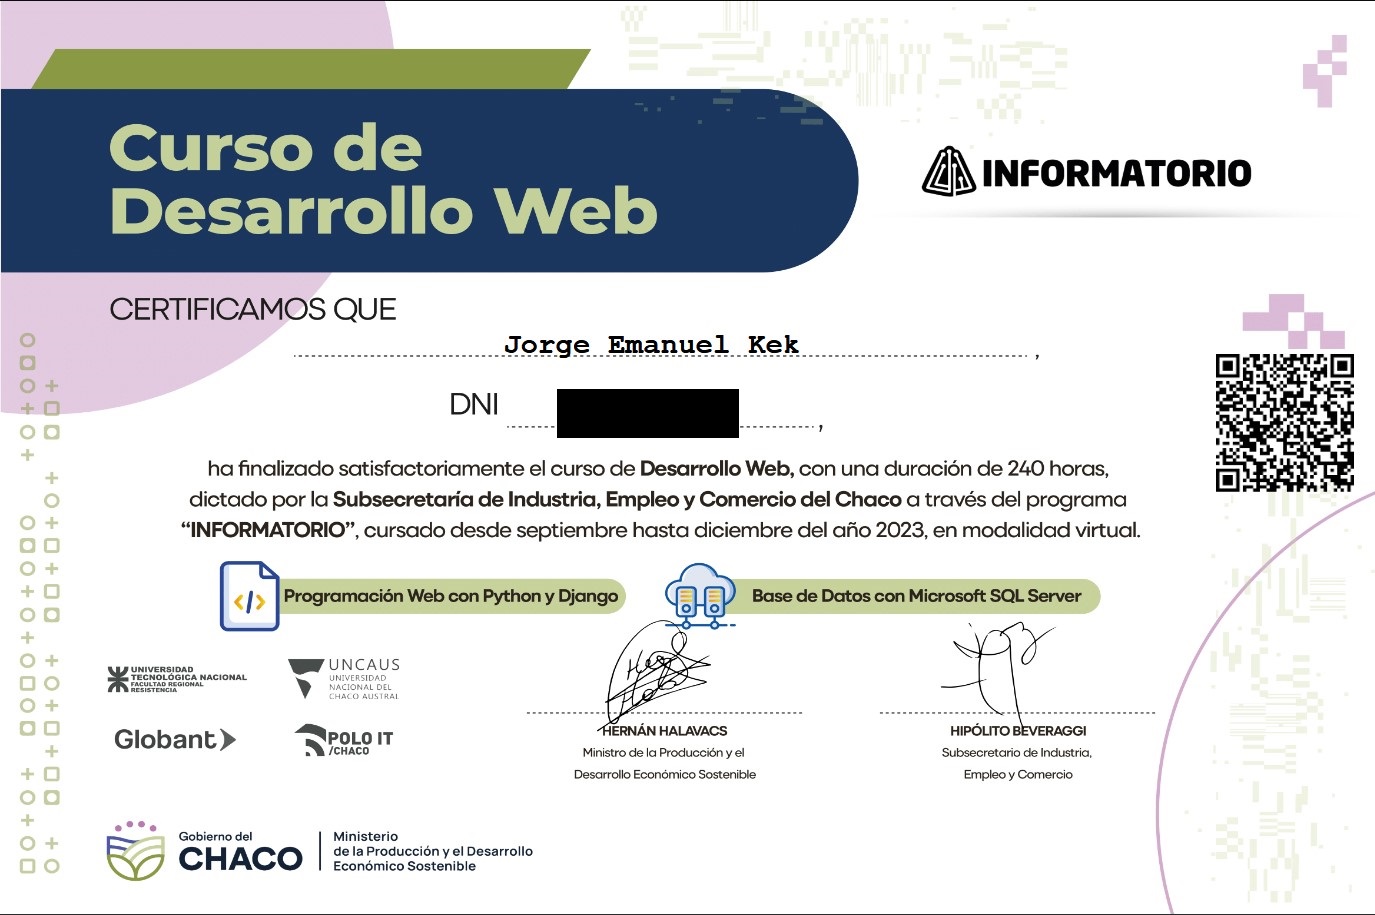 Curso de
Desarrollo Web
INFORMATORIO
CERTIFICAMOS QUE
Jorge Emanuel Kek ,
DNI ,
ha finalizado satisfactoriamente el curso de Desarrollo Web, con una duración de 240 horas,
dictado por la Subsecretaría de Industria, Empleo y Comercio del Chaco a través del programa
“INFORMATORIO”, cursado desde septiembre hasta diciembre del año 2023, en modalidad virtual.
Programación Web con Python y Django
Base de Datos con Microsoft SQL Server
UNIVERSIDAD
TECNOLÓGICA NACIONAL
FACULTAD REGIONAL
RESISTENCIA
UNCAUS
UNIVERSIDAD
NACIONAL DEL
CHACO AUSTRAL
Globant
POLO IT
/CHACO
HERNÁN HALAVACS
Ministro de la Producción y el
Desarrollo Económico Sostenible
HIPÓLITO BEVERAGGI
Subsecretario de Industria,
Empleo y Comercio
Gobierno del
CHACO
Ministerio
de la Producción y el Desarrollo
Económico Sostenible